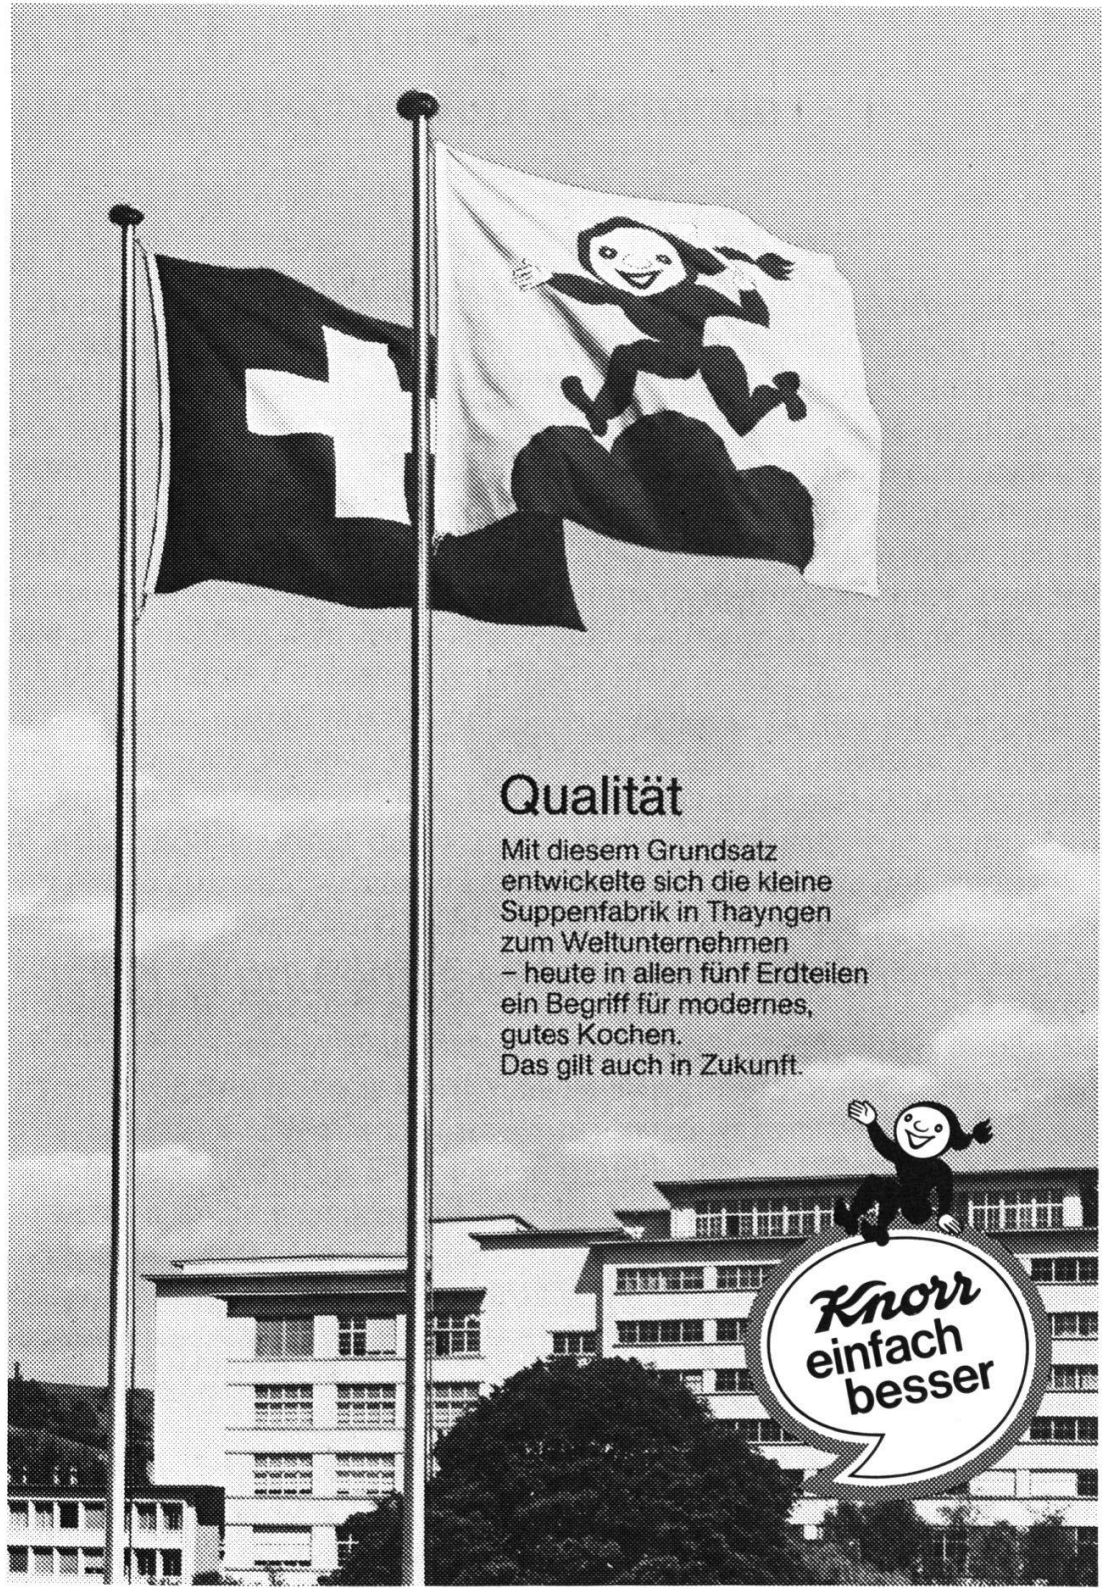 Qualität
Mit diesem Grundsatz
entwickelte sich die kleine
Suppenfabrik in Thayngen
zum Weltunternehmen
– heute in allen fünf Erdteilen
ein Begriff für modernes,
gutes Kochen.
Das gilt auch in Zukunft.
Knorr
einfach
besser